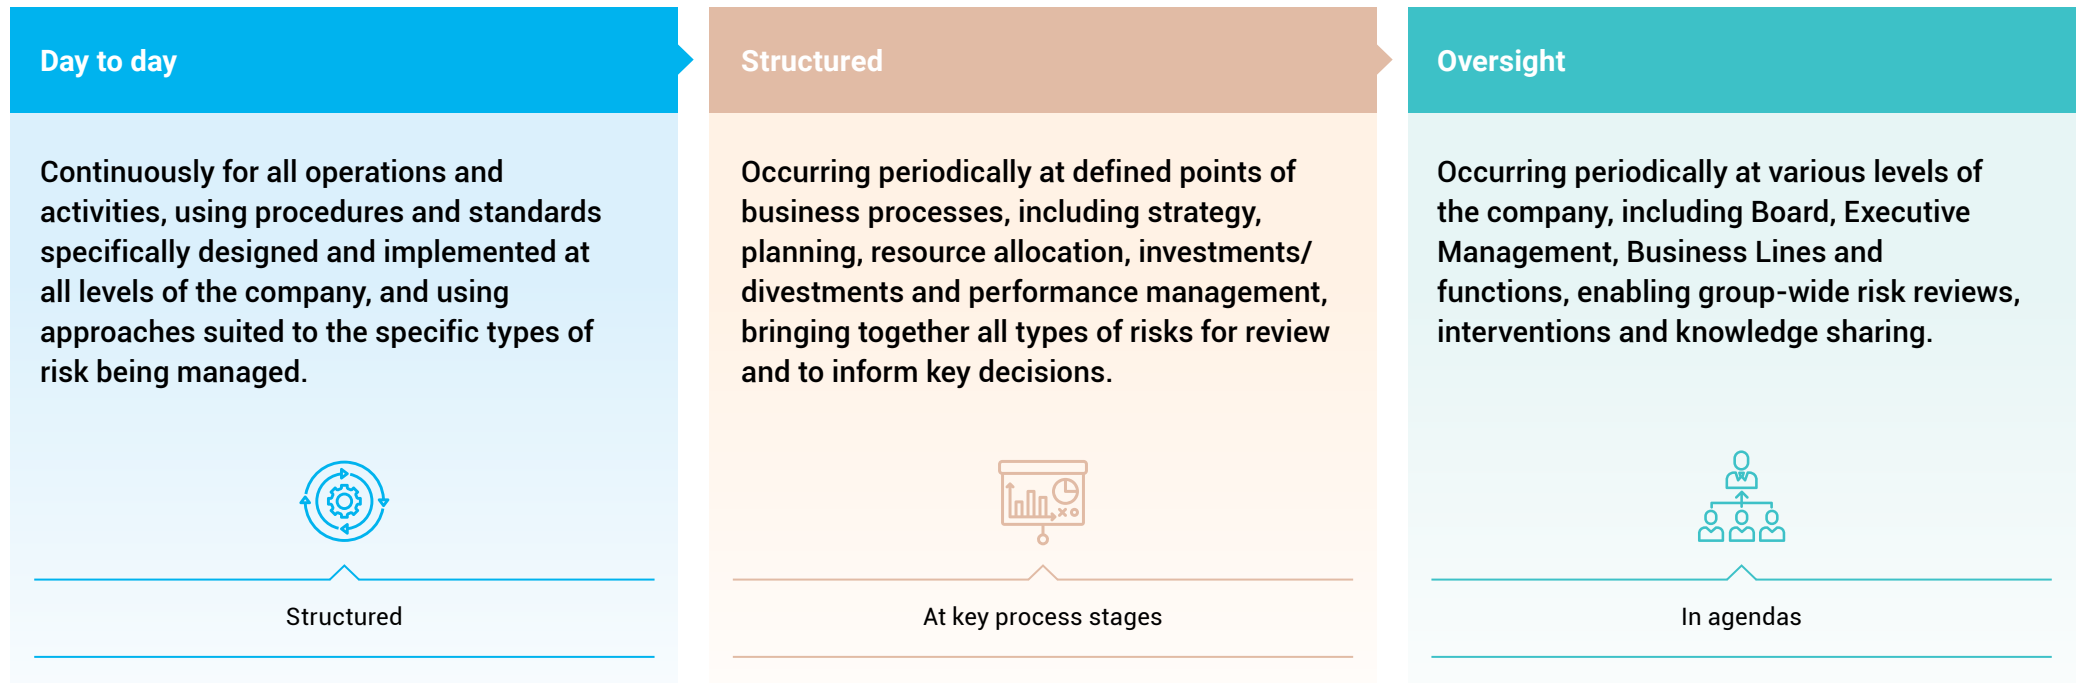 Day to day
Continuously for all operations and
activities, using procedures and standards
specifically designed and implemented at
all levels of the company, and using
approaches suited to the specific types of
risk being managed.
Structured
Structured
Occurring periodically at defined points of
business processes, including strategy,
planning, resource allocation, investments/
divestments and performance management,
bringing together all types of risks for review
and to inform key decisions.
At key process stages
Oversight
Occurring periodically at various levels of
the company, including Board, Executive
Management, Business Lines and
functions, enabling group-wide risk reviews,
interventions and knowledge sharing.
In agendas